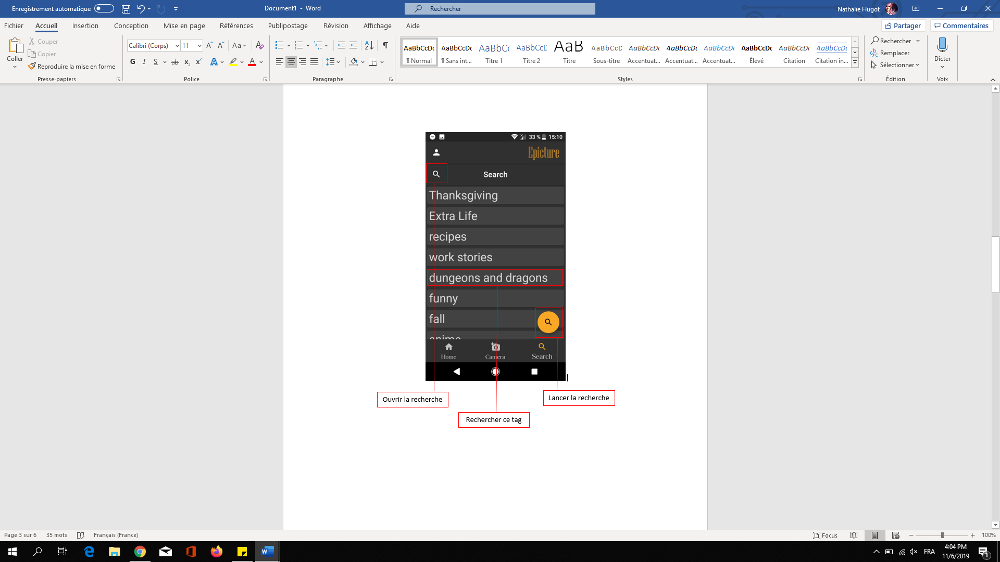 Enregistrement automatique
Document1 - Word
Rechercher
Nathalie Hugot
Fichier Accueil Insertion Conception Mise en page Références Publipostage Révision Affichage Aide
Partager Commentaires
Coller
Couper
Copier
Reproduire la mise en forme
Presse-papiers
Calibri (Corps) 11
G I S ab x₂ x²
Police
Paragraphe
AaBbCcDc AaBbCcDc AaBbCc AaBbCcD AaB AaBbCcD AaBbCcDc AaBbCcDc AaBbCcDc AaBbCcDc AaBbCcDc AaBbCcDc
¶ Normal ¶ Sans int... Titre 1 Titre 2 Titre Sous-titre Accentuat... Accentuat... Accentuat... Élevé Citation Citation in...
Styles
Rechercher
Remplacer
Sélectionner
Édition
Dicter
Voix
33 % 15:10
Epicture
Search
Thanksgiving
Extra Life
recipes
work stories
dungeons and dragons
funny
fall
anime
Home Camera Search
Ouvrir la recherche
Lancer la recherche
Rechercher ce tag
Page 3 sur 6 35 mots Français (France)
Focus
100%
FRA
4:04 PM
11/6/2019
1